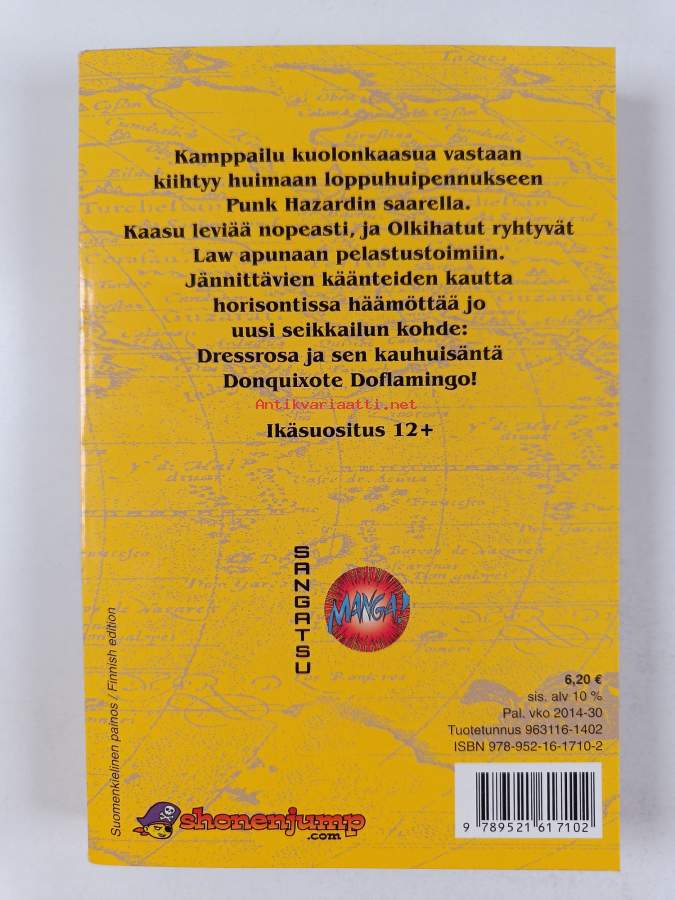 Kamppailu kuolonkaasua vastaan
kiihtyy huimaan loppuhuipennukseen
Punk Hazardin saarella.
Kaasu leviää nopeasti, ja Olkihatut ryhtyvät
Law apunaan pelastustoimiin.
Jännittävien käänteiden kautta
horisontissa häämöttää jo
uusi seikkailun kohde:
Dressrosa ja sen kauhuisäntä
Donquixote Doflamingo!
Antikvariaatti.net
Ikäsuositus 12+
SANGATSU
MANGA!
6,20 €
sis. alv 10 %
Pal. vko 2014-30
Tuotetunnus 963116-1402
ISBN 978-952-16-1710-2
9 789521 617102
Suomenkielinen painos / Finnish edition
shonenjump
.com